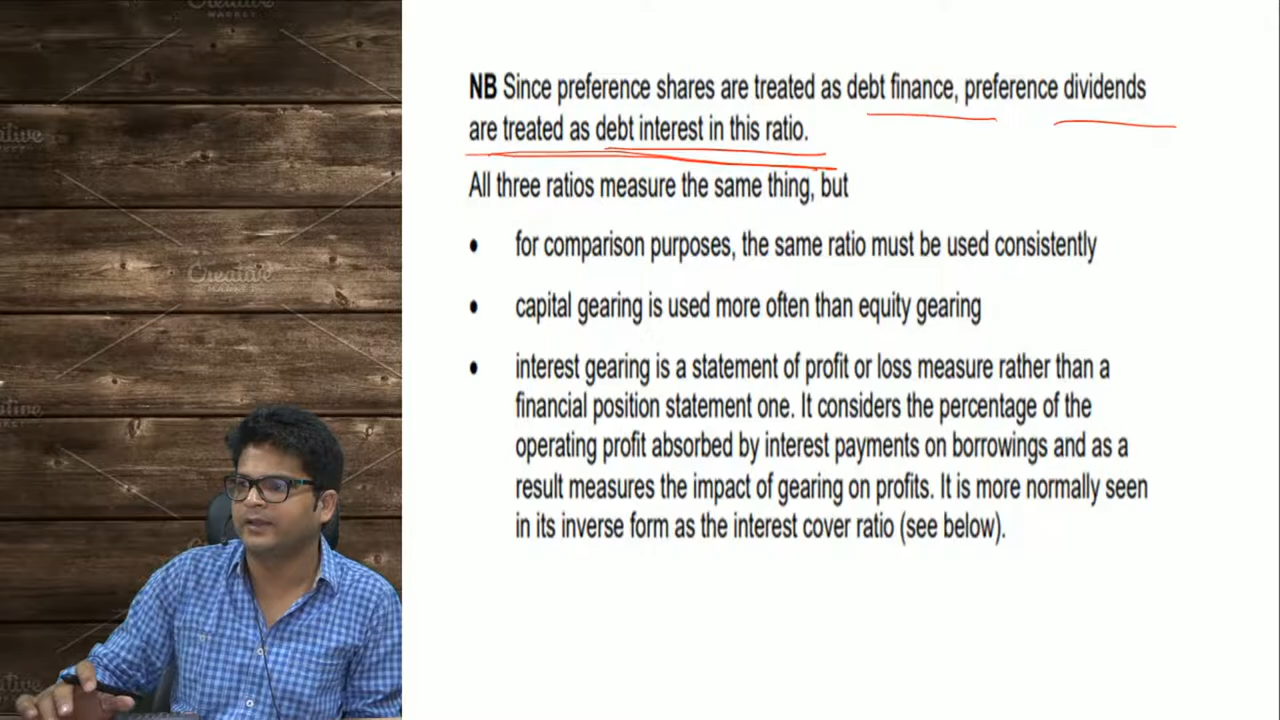 Creative
MARKET
NB Since preference shares are treated as debt finance, preference dividends
are treated as debt interest in this ratio.
All three ratios measure the same thing, but
• for comparison purposes, the same ratio must be used consistently
• capital gearing is used more often than equity gearing
• interest gearing is a statement of profit or loss measure rather than a
financial position statement one. It considers the percentage of the
operating profit absorbed by interest payments on borrowings and as a
result measures the impact of gearing on profits. It is more normally seen
in its inverse form as the interest cover ratio (see below).
Creative
MARKET